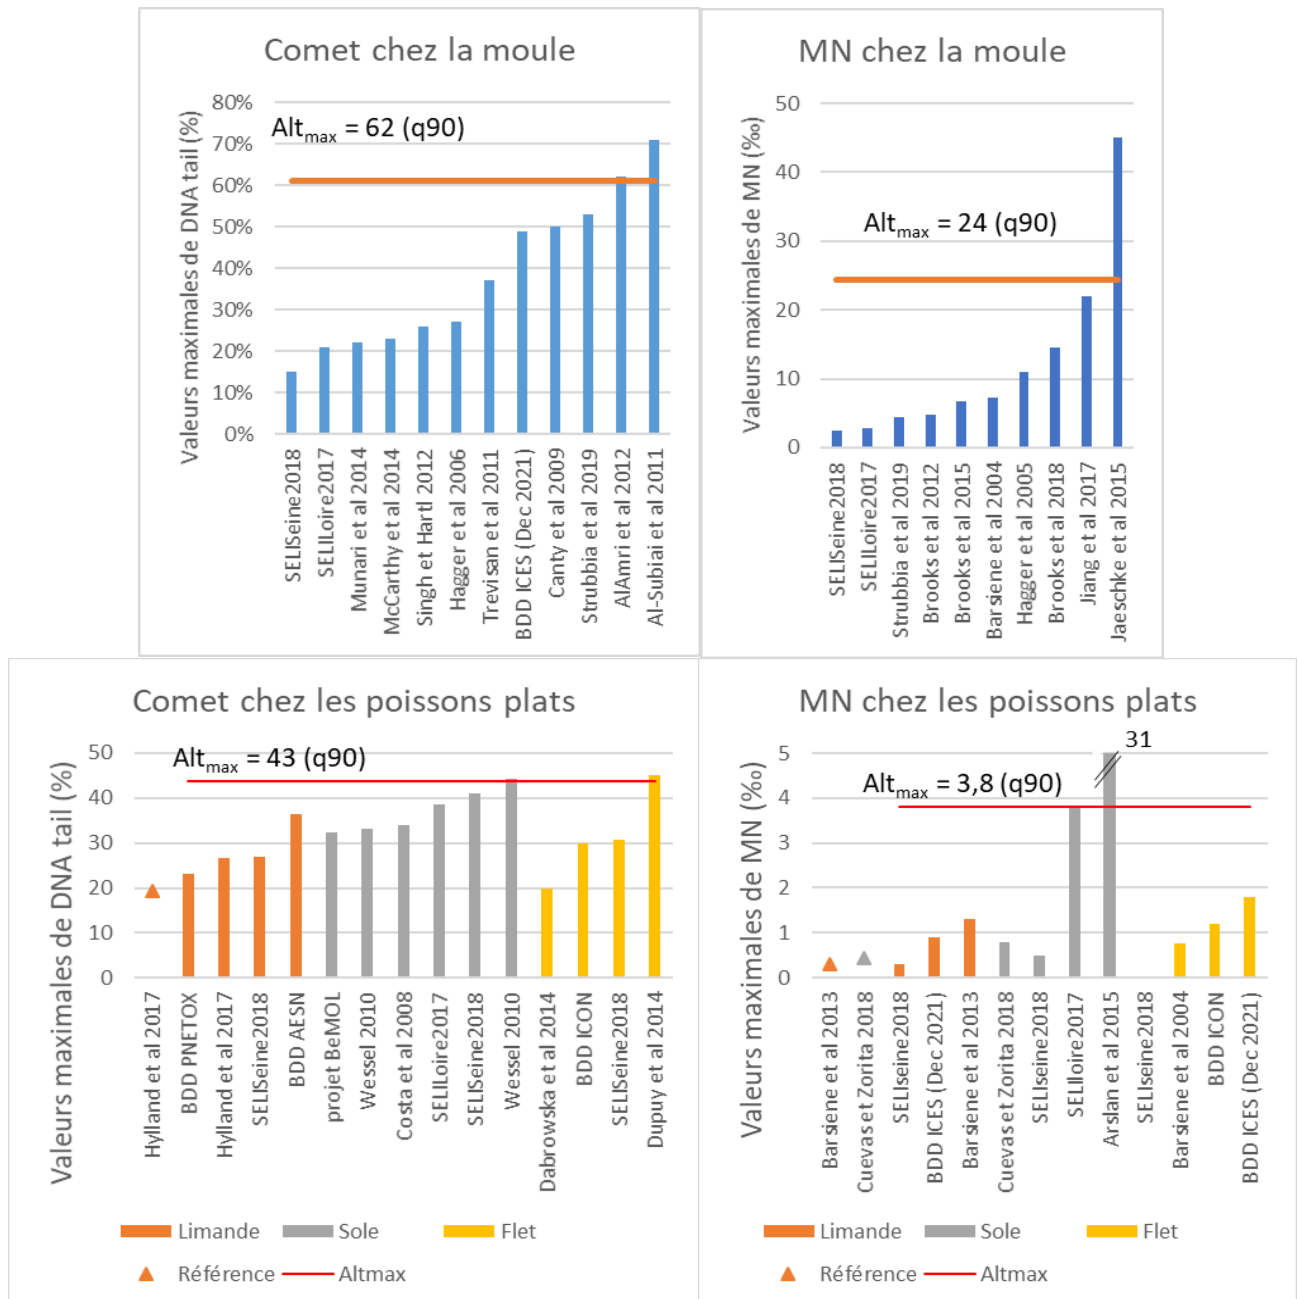 Comet chez la moule
Valeurs maximales de DNA tail (%)
80%
70%
60%
50%
40%
30%
20%
10%
0%
Alt_max = 62 (q90)
SELISeine2018
SELILoire2017
Munari et al 2014
McCarthy et al 2014
Singh et Hartl 2012
Hagger et al 2006
Trevisan et al 2011
BDD ICES (Dec 2021)
Canty et al 2009
Strubbia et al 2019
AlAmri et al 2012
Al-Subiai et al 2011
MN chez la moule
Valeurs maximales de MN (‰)
50
40
30
20
10
0
Alt_max = 24 (q90)
SELISeine2018
SELILoire2017
Strubbia et al 2019
Brooks et al 2012
Brooks et al 2015
Barsiene et al 2004
Hagger et al 2005
Brooks et al 2018
Jiang et al 2017
Jaeschke et al 2015
Comet chez les poissons plats
Valeurs maximales de DNA tail (%)
50
40
30
20
10
0
Alt_max = 43 (q90)
Hylland et al 2017
BDD PNETOX
Hylland et al 2017
SELISeine2018
BDD AESN
projet BeMOL
Wessel 2010
Costa et al 2008
SELILoire2017
SELISeine2018
Wessel 2010
Dabrowska et al 2014
BDD ICON
SELISeine2018
Dupuy et al 2014
Limande
Sole
Flet
Référence
Altmax
MN chez les poissons plats
Valeurs maximales de MN (‰)
5
4
3
2
1
0
31
Alt_max = 3,8 (q90)
Barsiene et al 2013
Cuevas et Zorita 2018
SELIseine2018
BDD ICES (Dec 2021)
Barsiene et al 2013
Cuevas et Zorita 2018
SELIseine2018
SELIloire2017
Arslan et al 2015
SELIseine2018
Barsiene et al 2004
BDD ICON
BDD ICES (Dec 2021)
Limande
Sole
Flet
Référence
Altmax